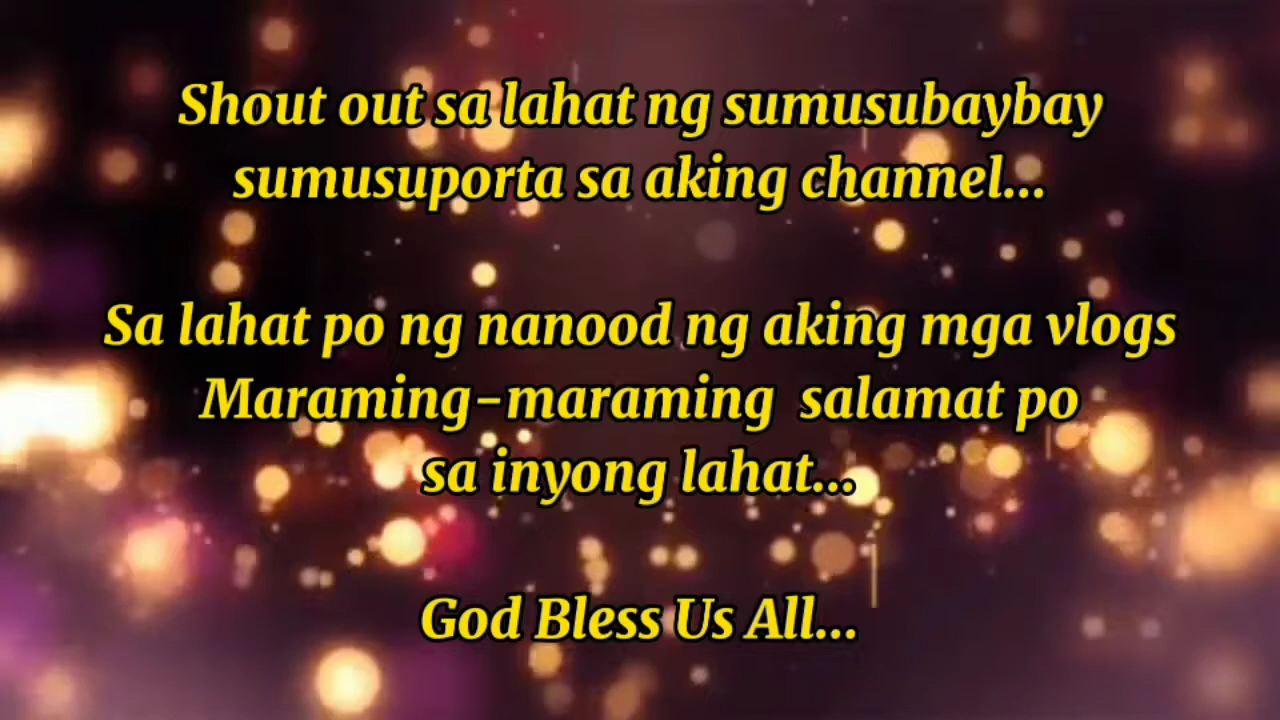 Shout out sa lahat ng sumusubaybay
sumusuporta sa aking channel...
Sa lahat po ng nanood ng aking mga vlogs
Maraming-maraming  salamat po
sa inyong lahat...
God Bless Us All...